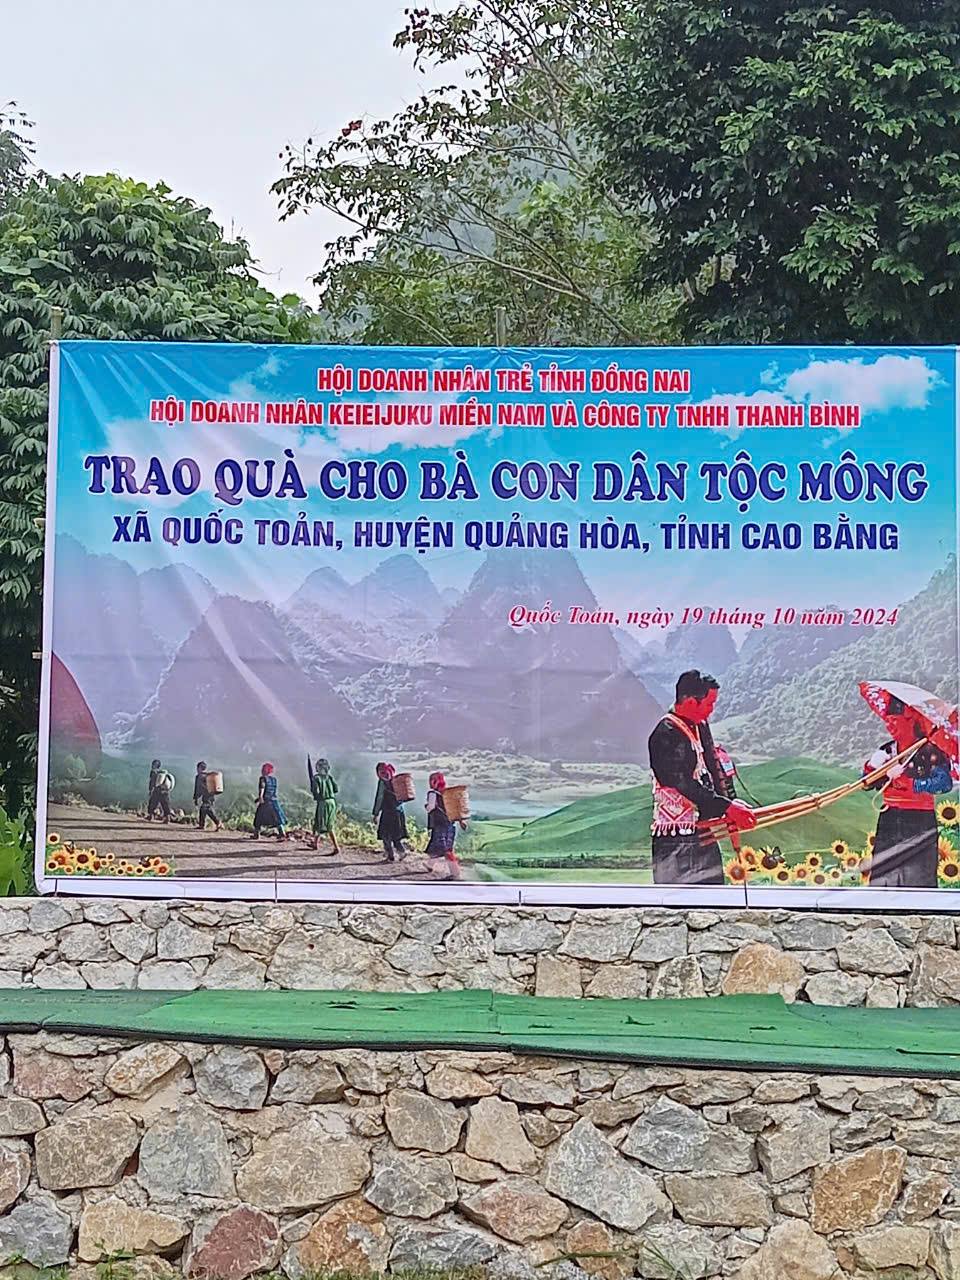 HỘI DOANH NHÂN TRẺ TỈNH ĐỒNG NAI
HỘI DOANH NHÂN KEIEIJUKU MIỀN NAM VÀ CÔNG TY TNHH THANH BÌNH
TRAO QUÀ CHO BÀ CON DÂN TỘC MÔNG
XÃ QUỐC TOẢN, HUYỆN QUẢNG HÒA, TỈNH CAO BẰNG
Quốc Toản, ngày 19 tháng 10 năm 2024